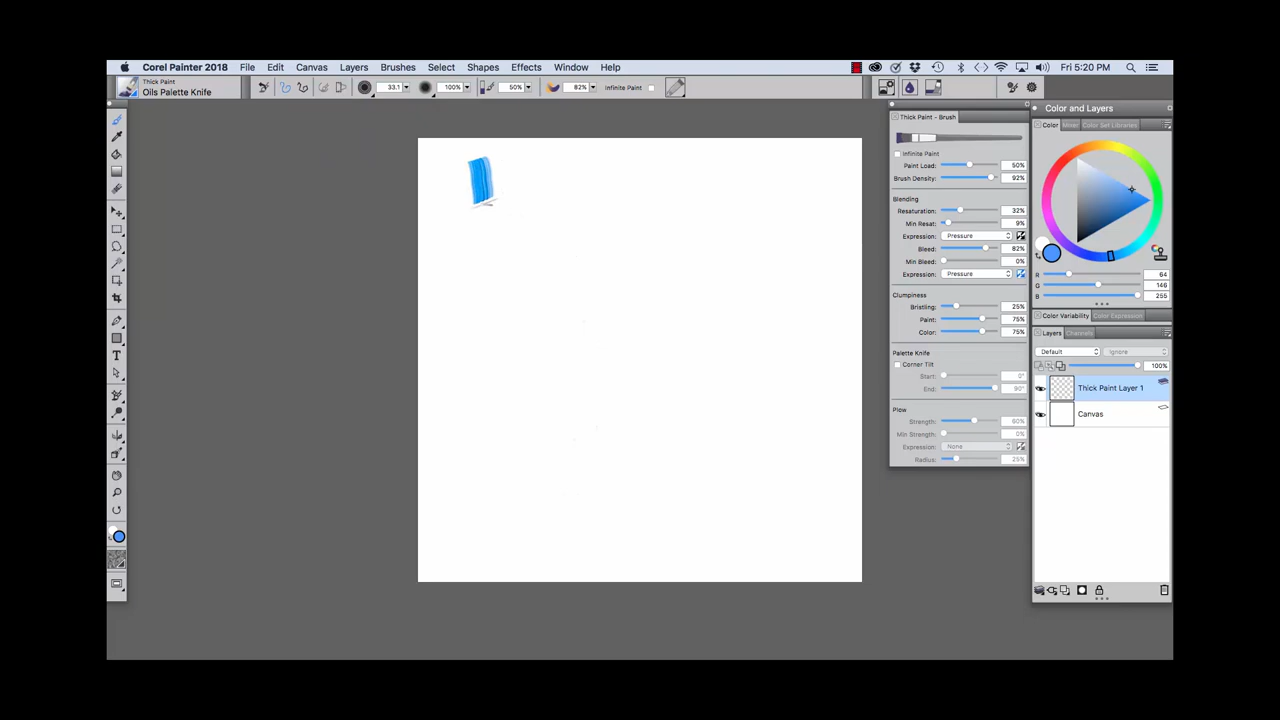 Corel Painter 2018 File Edit Canvas Layers Brushes Select Shapes Effects Window Help Fri 5:20 PM
Thick Paint
Oils Palette Knife
33.1 100% 50% 82% Infinite Paint
Thick Paint - Brush
Infinite Paint
Paint Load: 50%
Brush Density: 92%
Blending
Resaturation: 32%
Min Resat: 9%
Expression: Pressure
Bleed: 82%
Min Bleed: 0%
Expression: Pressure
Clumpiness
Bristling: 25%
Paint: 75%
Color: 75%
Palette Knife
Corner Tilt
Start: 0°
End: 90°
Plow
Strength: 60%
Min Strength: 0%
Expression: None
Radius: 25%
Color and Layers
Color Mixer Color Set Libraries
R 64
G 146
B 255
Color Variability Color Expression
Layers Channels
Default Ignore
100%
Thick Paint Layer 1
Canvas